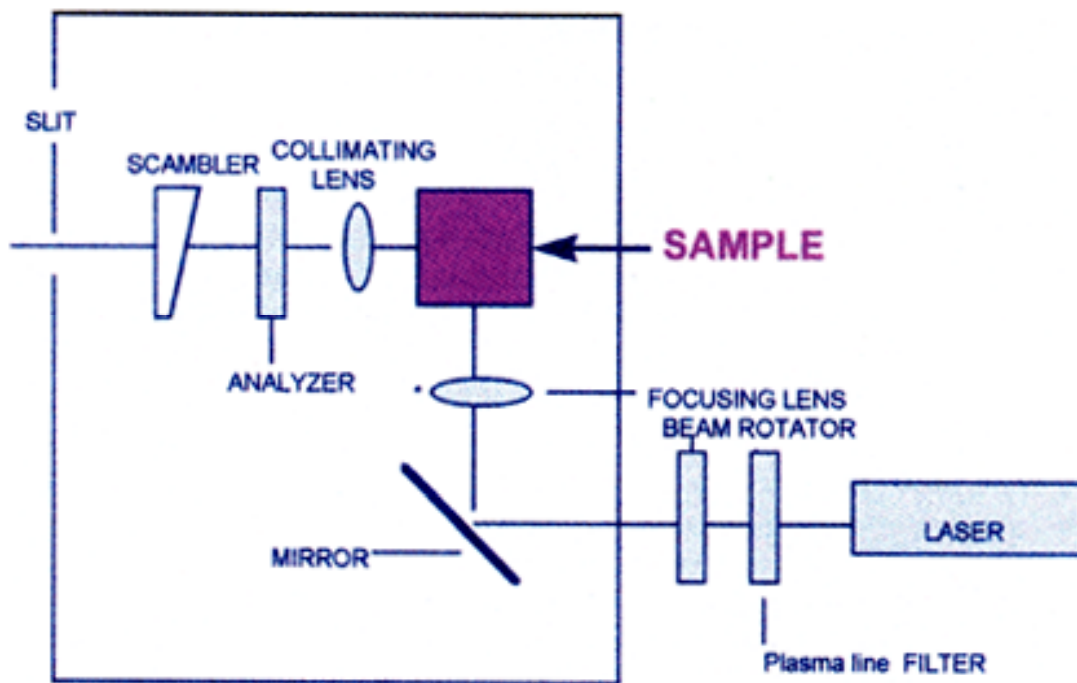 SLIT
SCAMBLER
COLLIMATING
LENS
SAMPLE
ANALYZER
FOCUSING LENS
BEAM ROTATOR
MIRROR
LASER
Plasma line FILTER